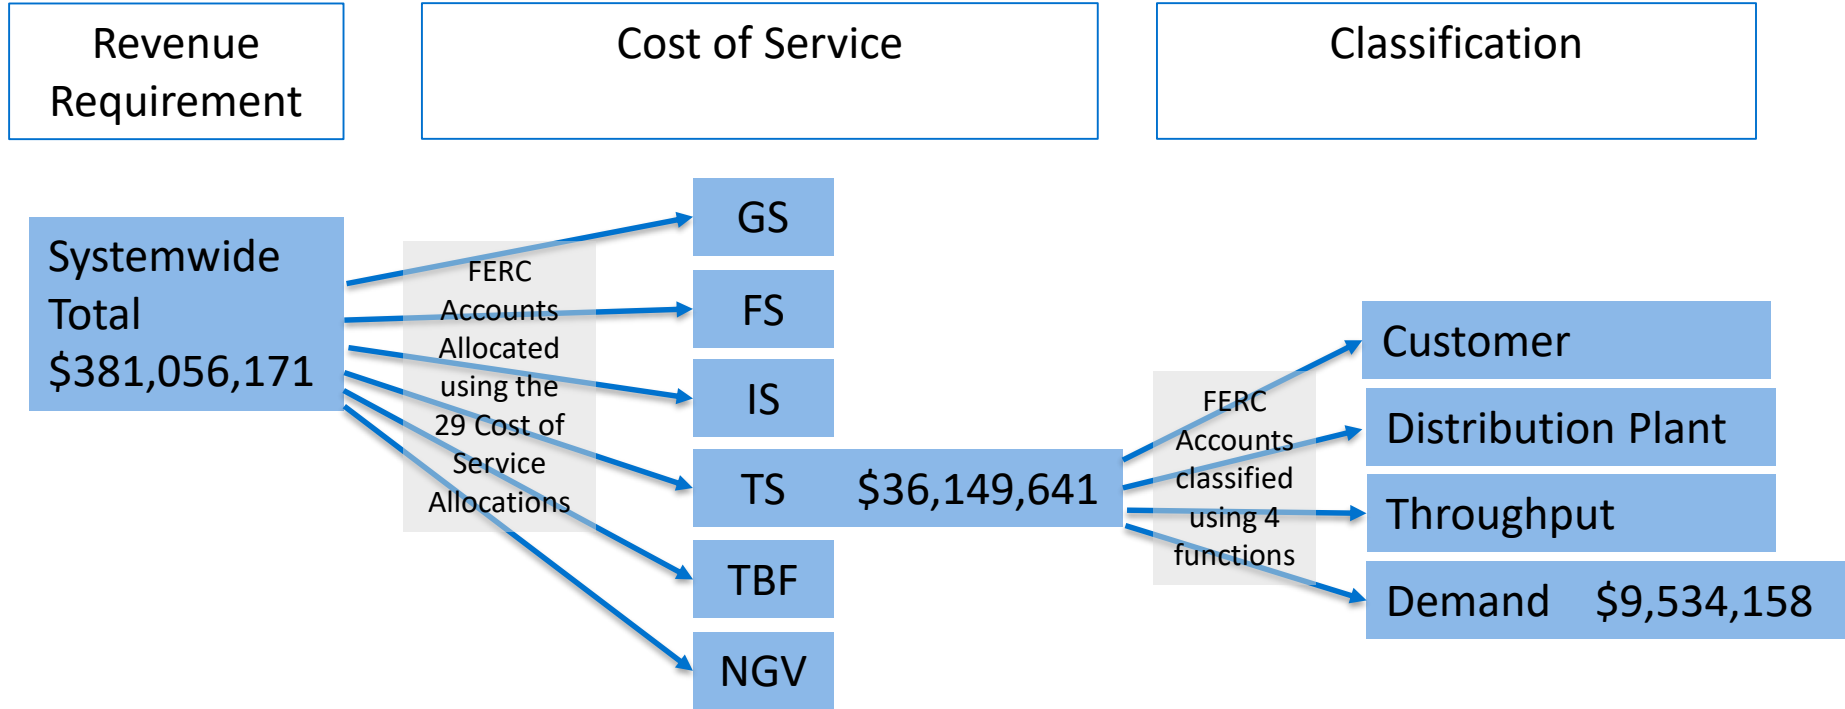 Revenue
Requirement
Cost of Service
Classification
Systemwide
Total
$381,056,171
FERC
Accounts
Allocated
using the
29 Cost of
Service
Allocations
GS
FS
IS
TS $36,149,641
TBF
NGV
FERC
Accounts
classified
using 4
functions
Customer
Distribution Plant
Throughput
Demand $9,534,158